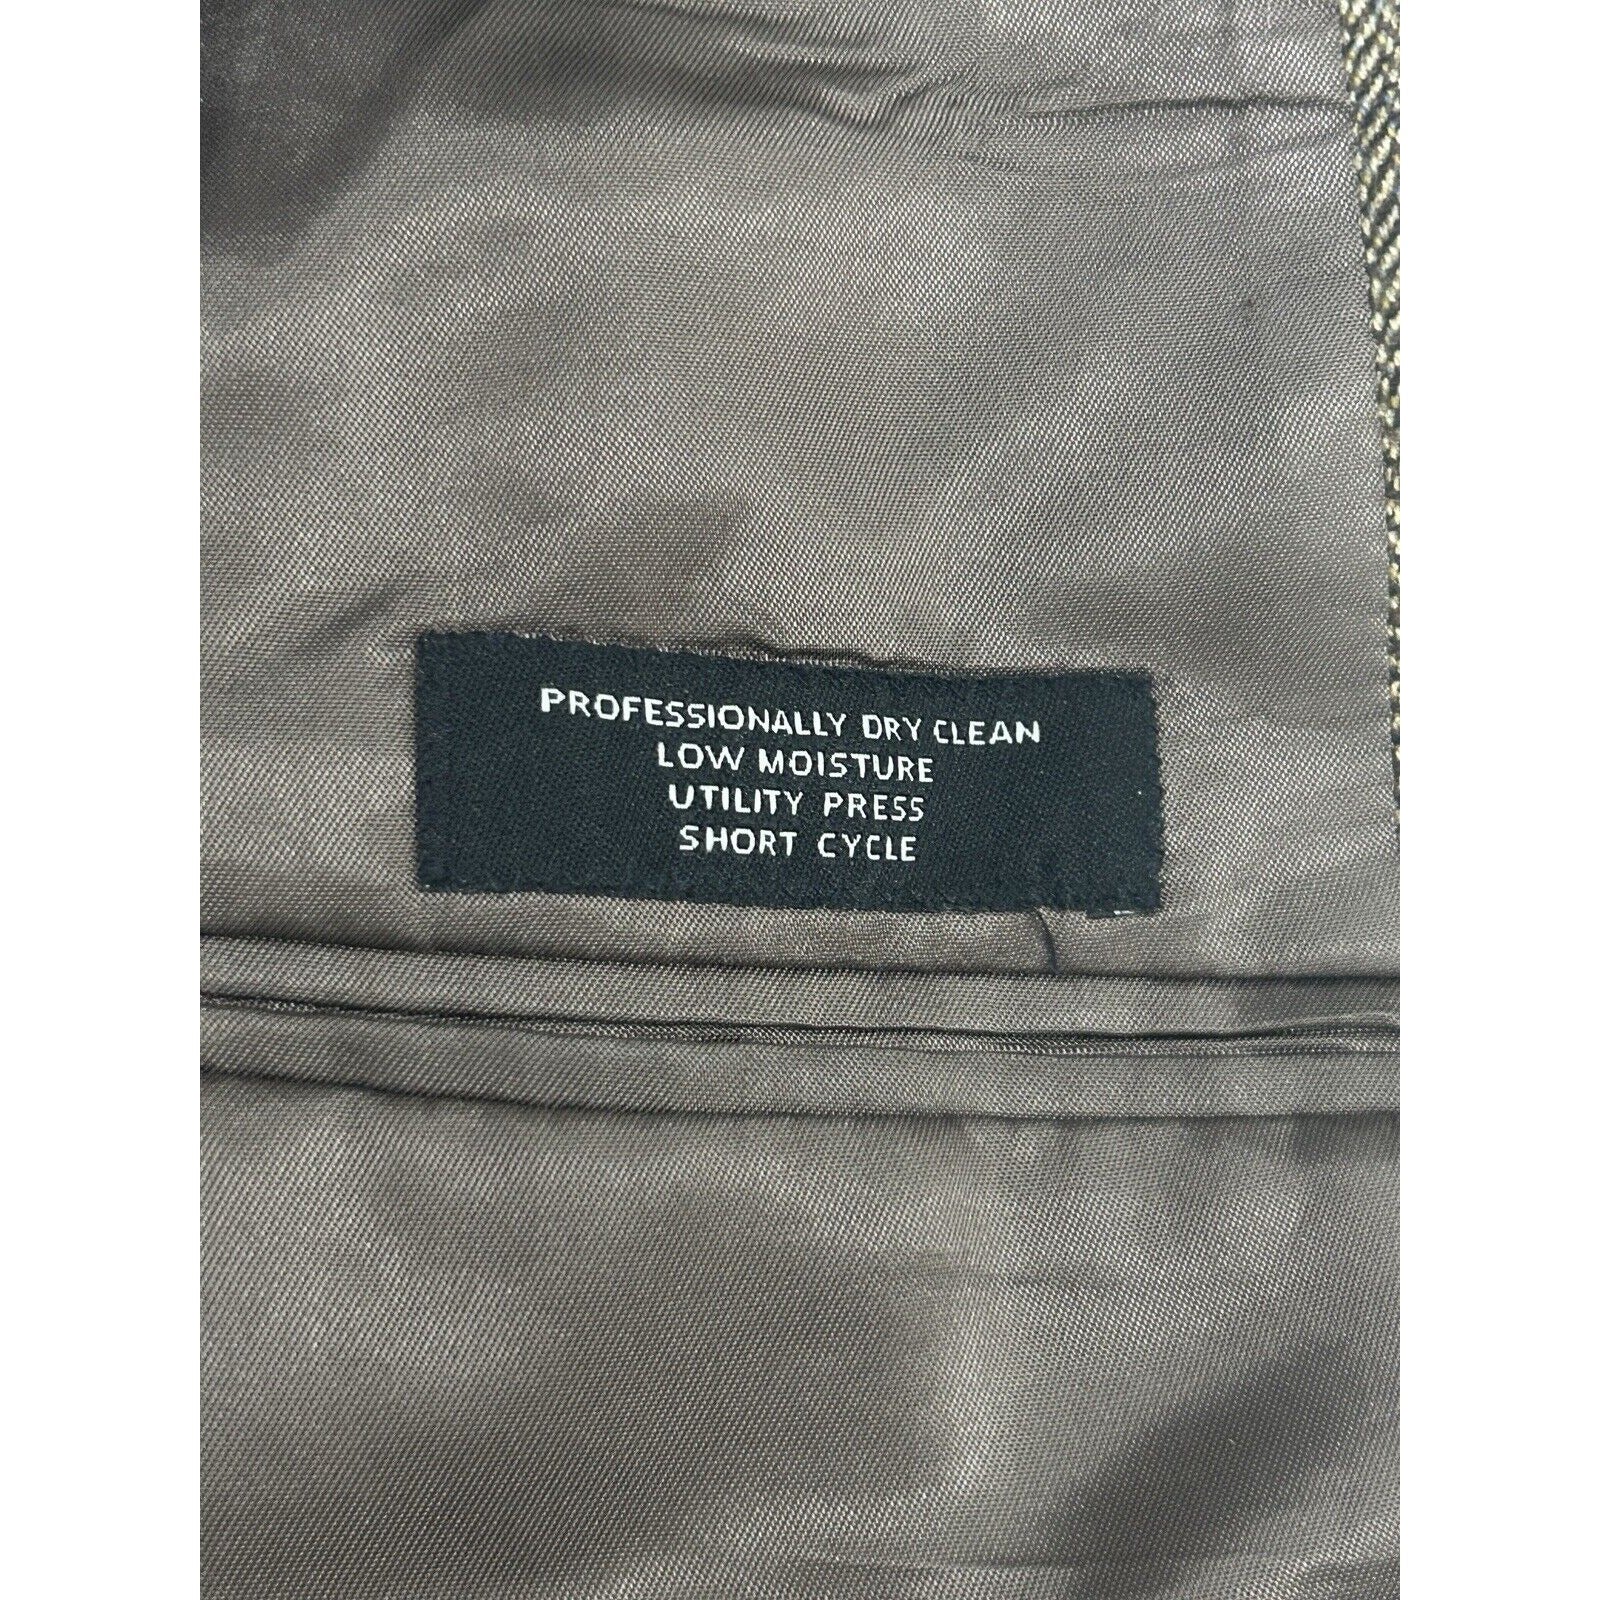 PROFESSIONALLY DRY CLEAN
LOW MOISTURE
UTILITY PRESS
SHORT CYCLE